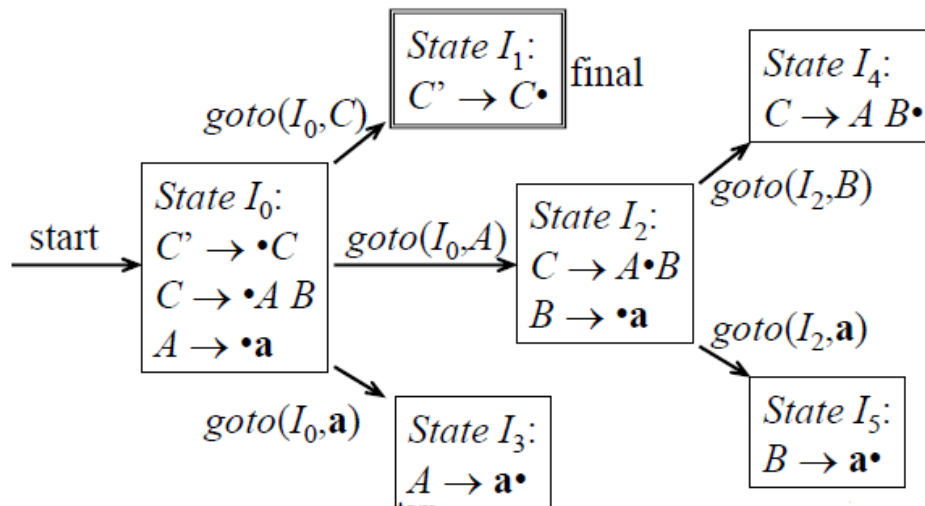 State I₁:
C’ → C•
final
State I₄:
C → A B•
goto(I₀,C)
goto(I₂,B)
State I₀:
C’ → •C
C → •A B
A → •a
start
goto(I₀,A)
State I₂:
C → A•B
B → •a
goto(I₂,a)
goto(I₀,a)
State I₃:
A → a•
State I₅:
B → a•